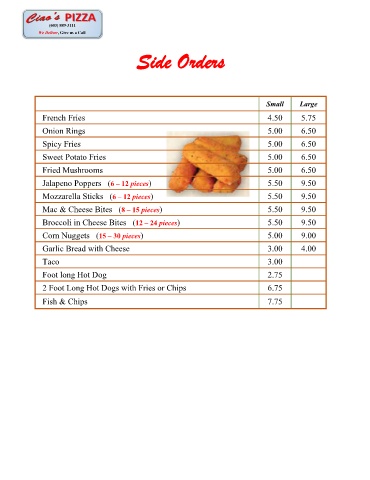 Ciao's PIZZA
(603) 889-3111
We Deliver, Give us a Call
Side Orders
Small Large
French Fries 4.50 5.75
Onion Rings 5.00 6.50
Spicy Fries 5.00 6.50
Sweet Potato Fries 5.00 6.50
Fried Mushrooms 5.00 6.50
Jalapeno Poppers (6 – 12 pieces) 5.50 9.50
Mozzarella Sticks (6 – 12 pieces) 5.50 9.50
Mac & Cheese Bites (8 – 15 pieces) 5.50 9.50
Broccoli in Cheese Bites (12 – 24 pieces) 5.50 9.50
Corn Nuggets (15 – 30 pieces) 5.00 9.00
Garlic Bread with Cheese 3.00 4.00
Taco 3.00
Foot long Hot Dog 2.75
2 Foot Long Hot Dogs with Fries or Chips 6.75
Fish & Chips 7.75